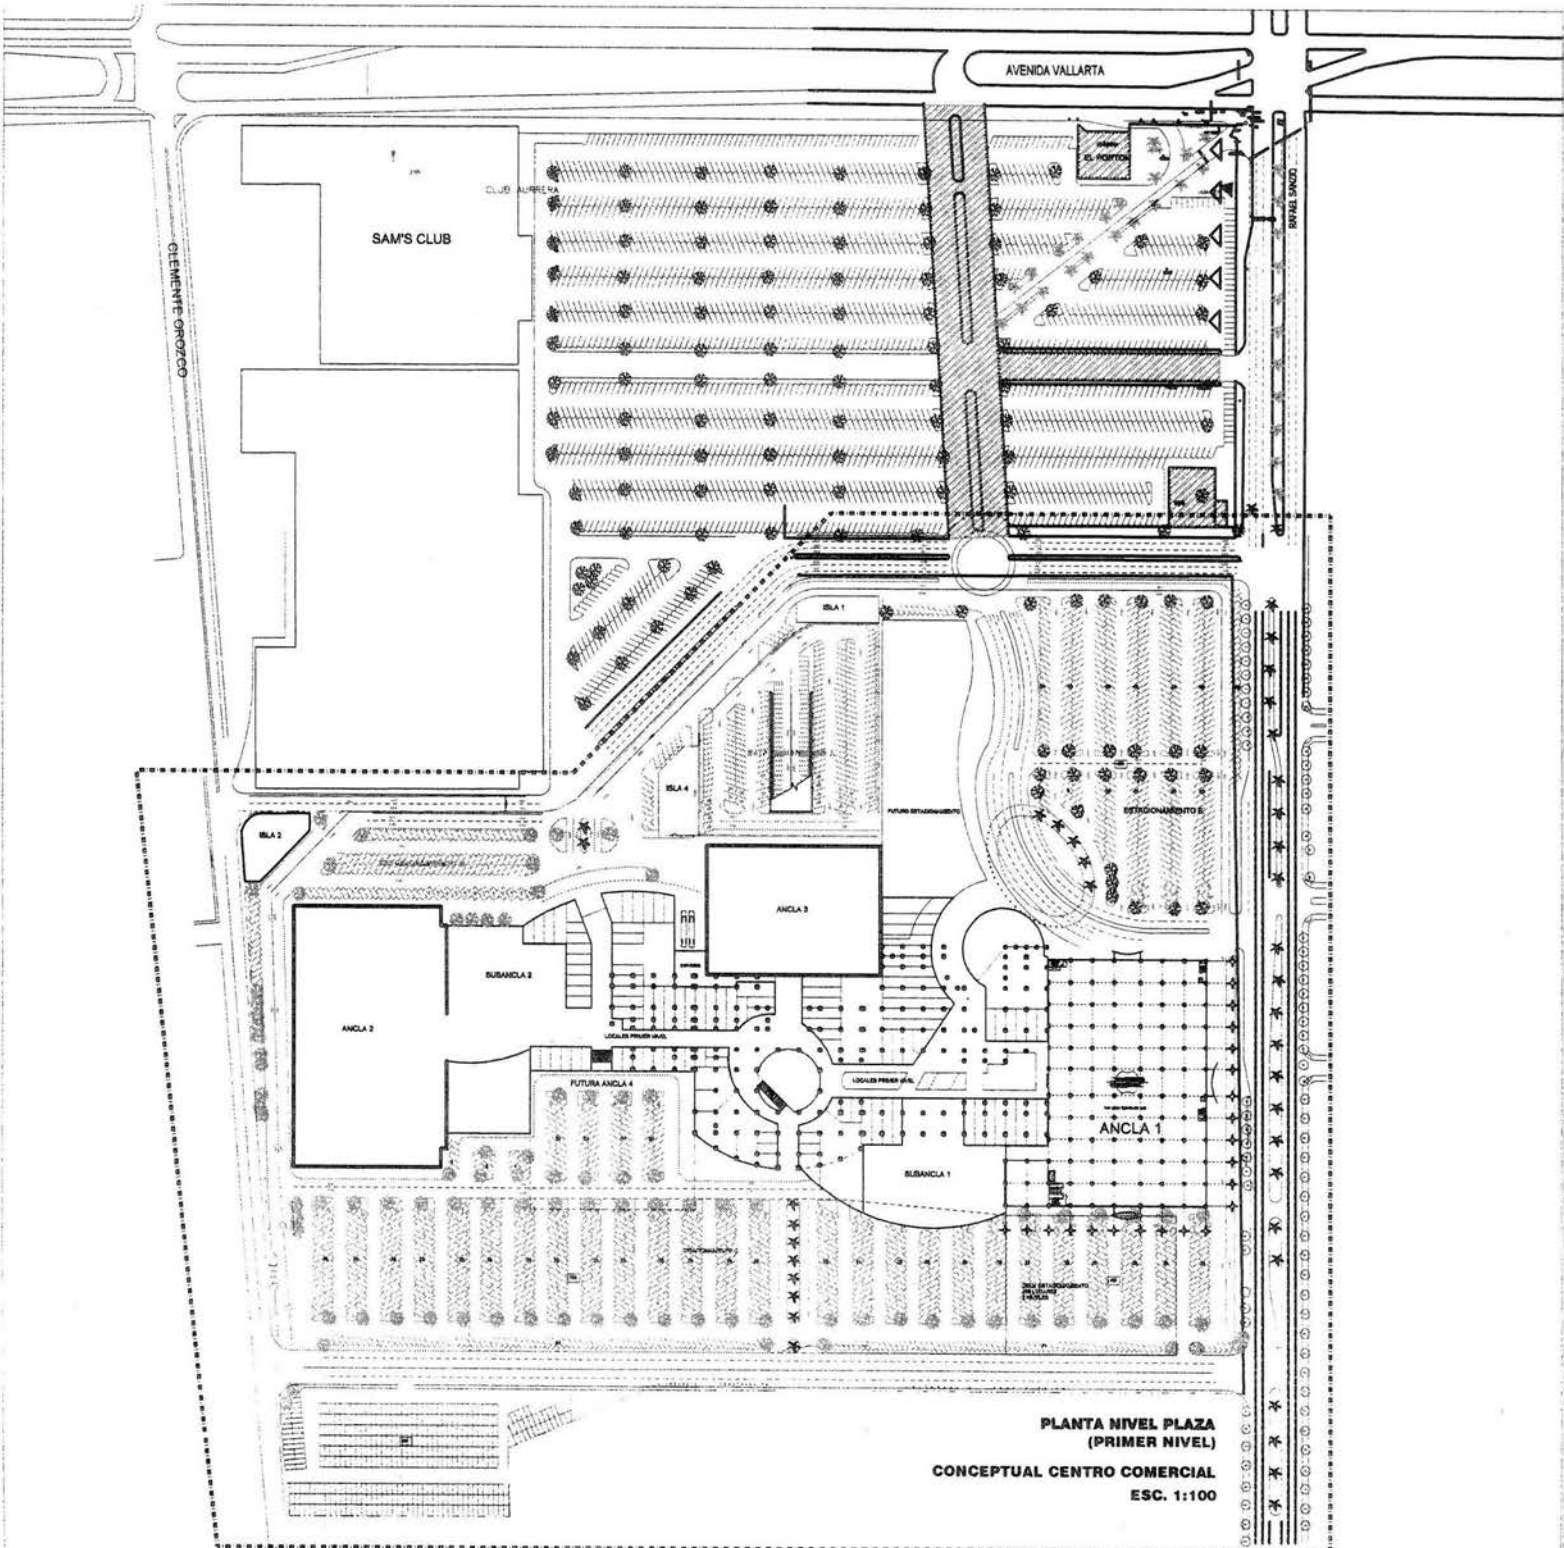 AVENIDA VALLARTA
EL PORTON
CLUB AURRERA
SAM'S CLUB
CLEMENTE OROZCO
RAFAEL SANZIO
ISLA 1
ISLA 4
FUTURO ESTACIONAMIENTO
ESTACIONAMIENTO B
ISLA 2
ANCLA 3
SUBANCLA 2
ANCLA 2
LOCALES PRIMER NIVEL
LOCALES PRIMER NIVEL
FUTURA ANCLA 4
ANCLA 1
SUBANCLA 1
PLANTA NIVEL PLAZA
(PRIMER NIVEL)
CONCEPTUAL CENTRO COMERCIAL
ESC. 1:100